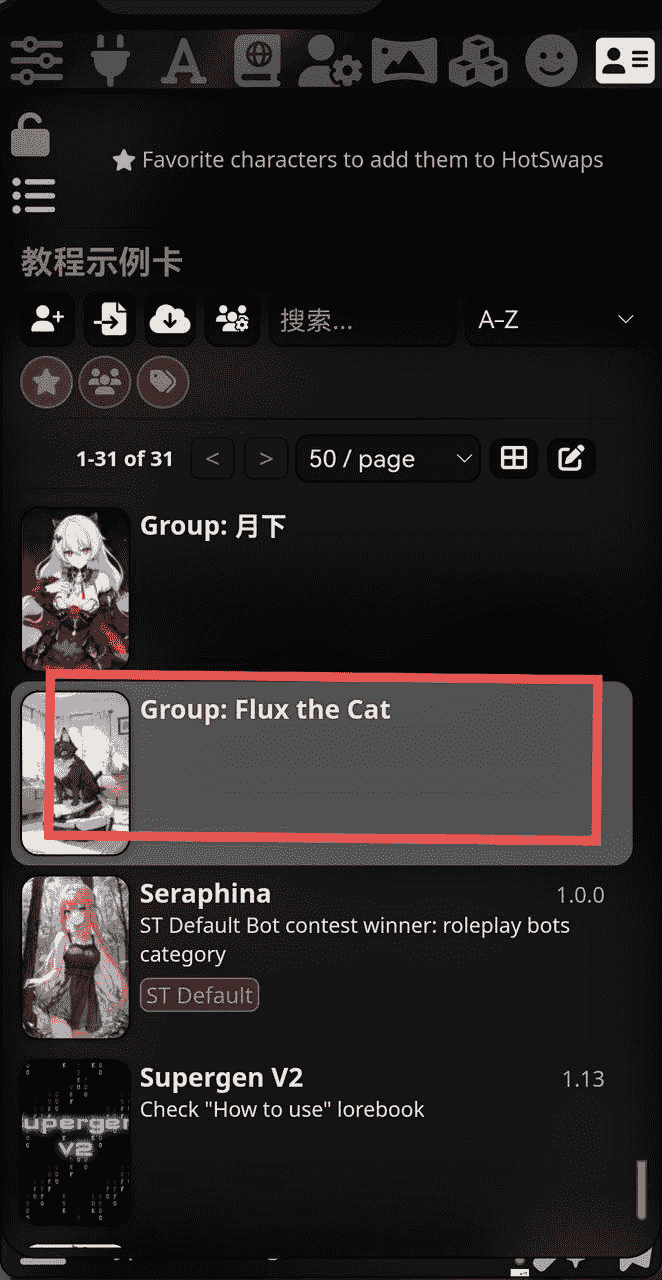 Favorite characters to add them to HotSwaps
教程示例卡
搜索...
A-Z
1-31 of 31
<
>
50 / page
Group: 月下
Group: Flux the Cat
Seraphina
1.0.0
ST Default Bot contest winner: roleplay bots
category
ST Default
Supergen V2
1.13
Check "How to use" lorebook
upergen
V2